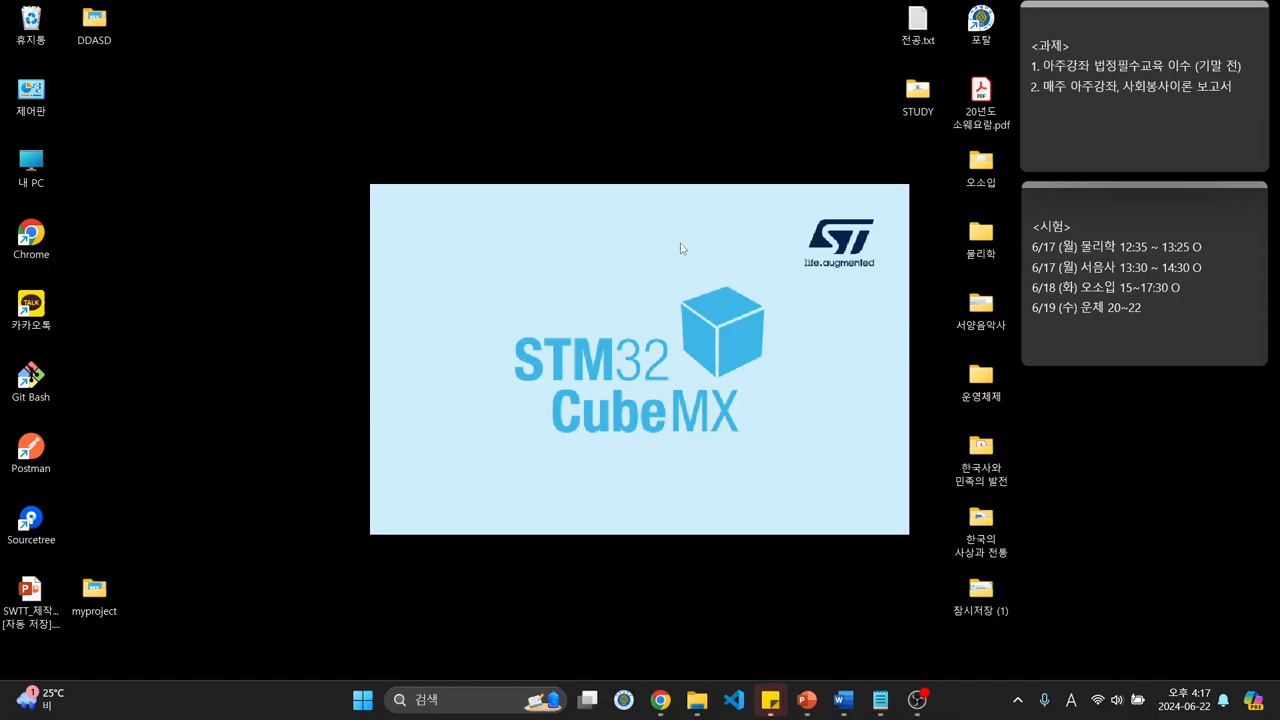 휴지통
DDASD
제어판
내 PC
Chrome
카카오톡
Git Bash
Postman
Sourcetree
SWTT_제작...
[자동 저장]....
myproject
ST
life.augmented
STM32
CubeMX
전공.txt
포탈
STUDY
20년도
소웨요람.pdf
오소입
물리학
서양음악사
운영체제
한국사와
민족의 발전
한국의
사상과 전통
잠시저장 (1)
<과제>
1. 아주강좌 법정필수교육 이수 (기말 전)
2. 매주 아주강좌, 사회봉사이론 보고서
<시험>
6/17 (월) 물리학 12:35 ~ 13:25 O
6/17 (월) 서음사 13:30 ~ 14:30 O
6/18 (화) 오소입 15~17:30 O
6/19 (수) 운체 20~22
1
25℃
비
검색
A
오후 4:17
2024-06-22